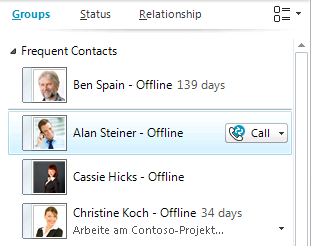 Groups Status Relationship
Frequent Contacts
Ben Spain - Offline 139 days
Alan Steiner - Offline Call
Cassie Hicks - Offline
Christine Koch - Offline 34 days
Arbeite am Contoso-Projekt...